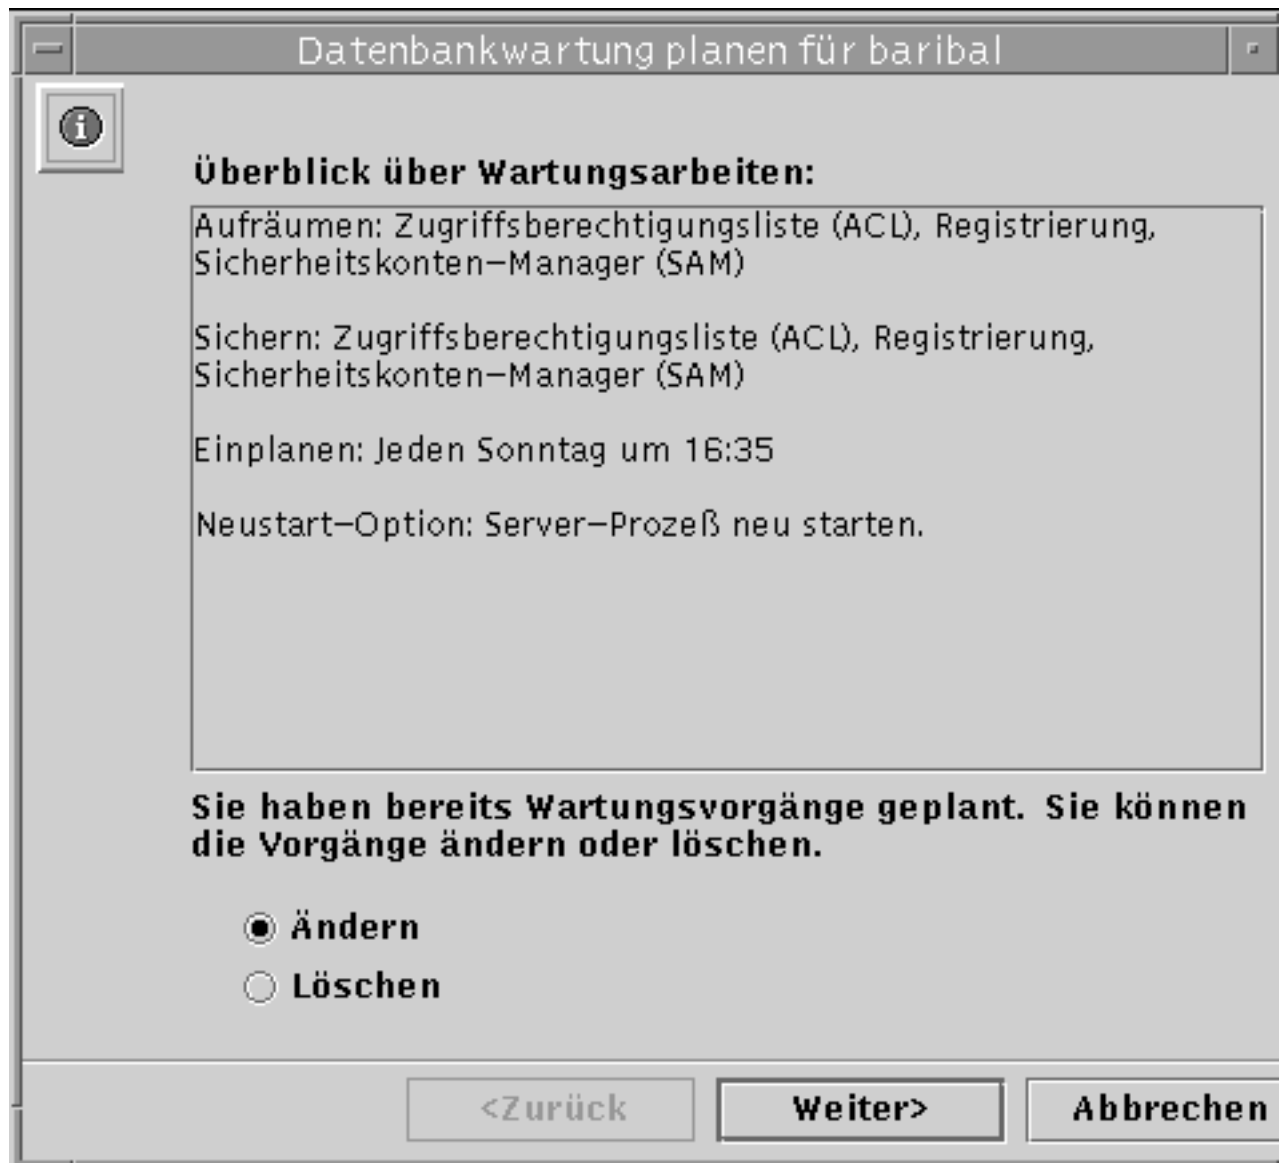 Datenbankwartung planen für baribal
Überblick über Wartungsarbeiten:
Aufräumen: Zugriffsberechtigungsliste (ACL), Registrierung,
Sicherheitskonten-Manager (SAM)
Sichern: Zugriffsberechtigungsliste (ACL), Registrierung,
Sicherheitskonten-Manager (SAM)
Einplanen: Jeden Sonntag um 16:35
Neustart-Option: Server-Prozeß neu starten.
Sie haben bereits Wartungsvorgänge geplant. Sie können
die Vorgänge ändern oder löschen.
Ändern
Löschen
<Zurück Weiter> Abbrechen